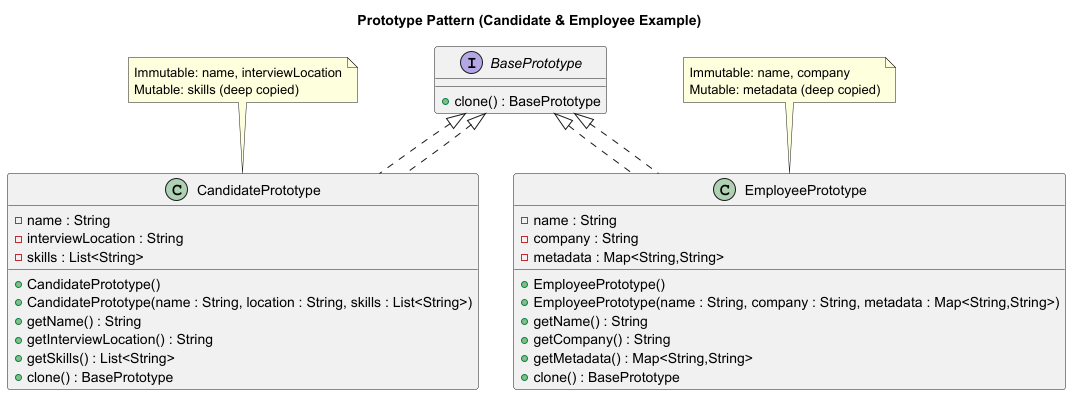 Prototype Pattern (Candidate & Employee Example)
Immutable: name, interviewLocation
Mutable: skills (deep copied)
I BasePrototype
clone() : BasePrototype
Immutable: name, company
Mutable: metadata (deep copied)
C CandidatePrototype
name : String
interviewLocation : String
skills : List<String>
CandidatePrototype()
CandidatePrototype(name : String, location : String, skills : List<String>)
getName() : String
getInterviewLocation() : String
getSkills() : List<String>
clone() : BasePrototype
C EmployeePrototype
name : String
company : String
metadata : Map<String,String>
EmployeePrototype()
EmployeePrototype(name : String, company : String, metadata : Map<String,String>)
getName() : String
getCompany() : String
getMetadata() : Map<String,String>
clone() : BasePrototype